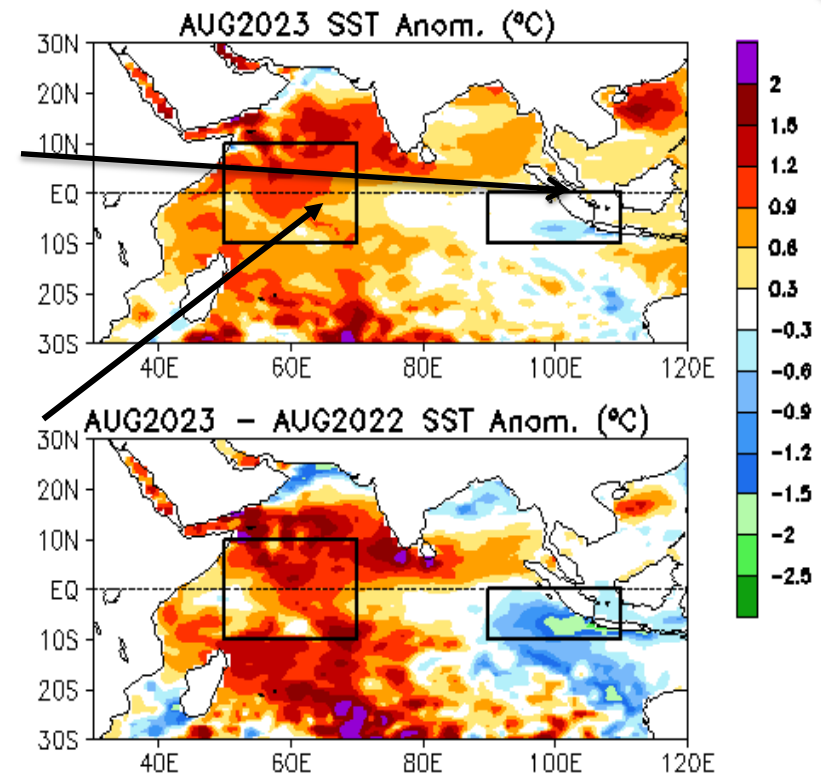 AUG2023 SST Anom. (°C)
30N
20N
10N
EQ
10S
20S
30S
40E 60E 80E 100E 120E
2
1.8
1.2
0.9
0.6
0.3
-0.3
-0.6
-0.9
-1.2
-1.5
-2
-2.5
AUG2023 - AUG2022 SST Anom. (°C)
30N
20N
10N
EQ
10S
20S
30S
40E 60E 80E 100E 120E